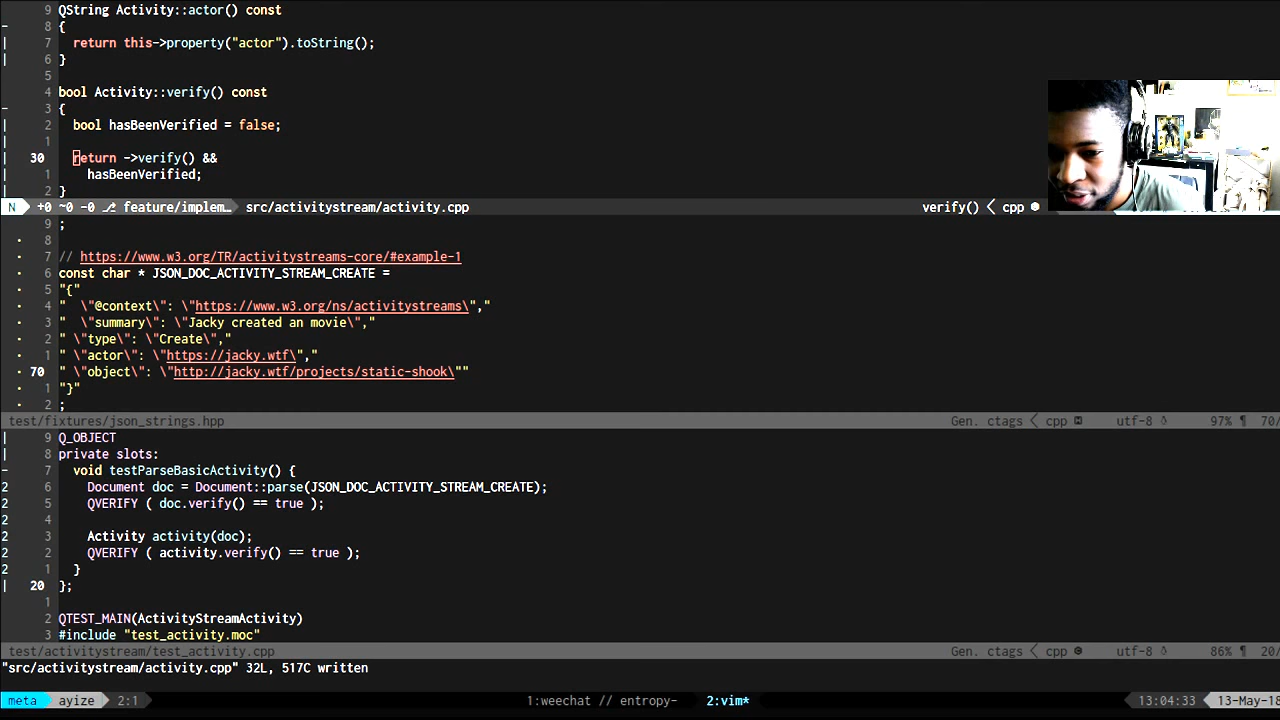 9 QString Activity::actor() const
- 8 {
| 7 return this->property("actor").toString();
| 6 }
5
4 bool Activity::verify() const
- 3 {
| 2 bool hasBeenVerified = false;
| 1
| 30 return ->verify() &&
| 1 hasBeenVerified;
| 2 }
N +0 ~0 -0 ⎇ feature/implem… src/activitystream/activity.cpp verify() < cpp
9 ;
8
7 // https://www.w3.org/TR/activitystreams-core/#example-1
6 const char * JSON_DOC_ACTIVITY_STREAM_CREATE =
5 "{"
4 " \"@context\": \"https://www.w3.org/ns/activitystreams\","
3 " \"summary\": \"Jacky created an movie\","
2 " \"type\": \"Create\","
1 " \"actor\": \"https://jacky.wtf\","
70 " \"object\": \"http://jacky.wtf/projects/static-shook\""
1 "}"
2 ;
test/fixtures/json_strings.hpp Gen. ctags < cpp utf-8 97% ¶ 70/
| 9 Q_OBJECT
| 8 private slots:
- 7 void testParseBasicActivity() {
2 6 Document doc = Document::parse(JSON_DOC_ACTIVITY_STREAM_CREATE);
2 5 QVERIFY ( doc.verify() == true );
2 4
2 3 Activity activity(doc);
2 2 QVERIFY ( activity.verify() == true );
2 1 }
| 20 };
1
2 QTEST_MAIN(ActivityStreamActivity)
3 #include "test_activity.moc"
test/activitystream/test_activity.cpp Gen. ctags < cpp utf-8 86% ¶ 20/
"src/activitystream/activity.cpp" 32L, 517C written
meta ayize 2:1 1:weechat // entropy- 2:vim* 13:04:33 13-May-18